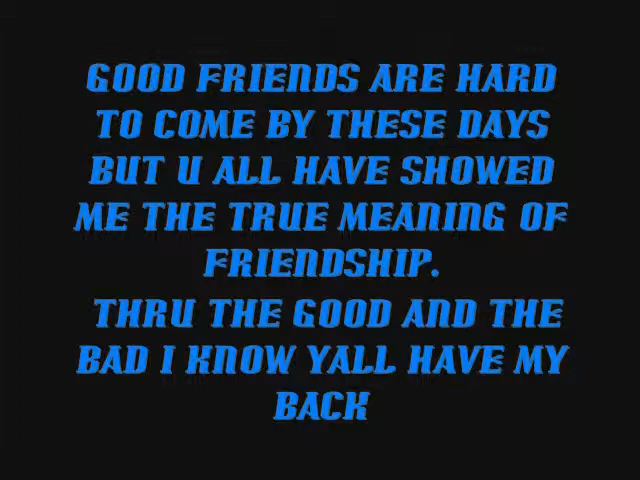 GOOD FRIENDS ARE HARD
TO COME BY THESE DAYS
BUT U ALL HAVE SHOWED
ME THE TRUE MEANING OF
FRIENDSHIP.
THRU THE GOOD AND THE
BAD I KNOW YALL HAVE MY
BACK